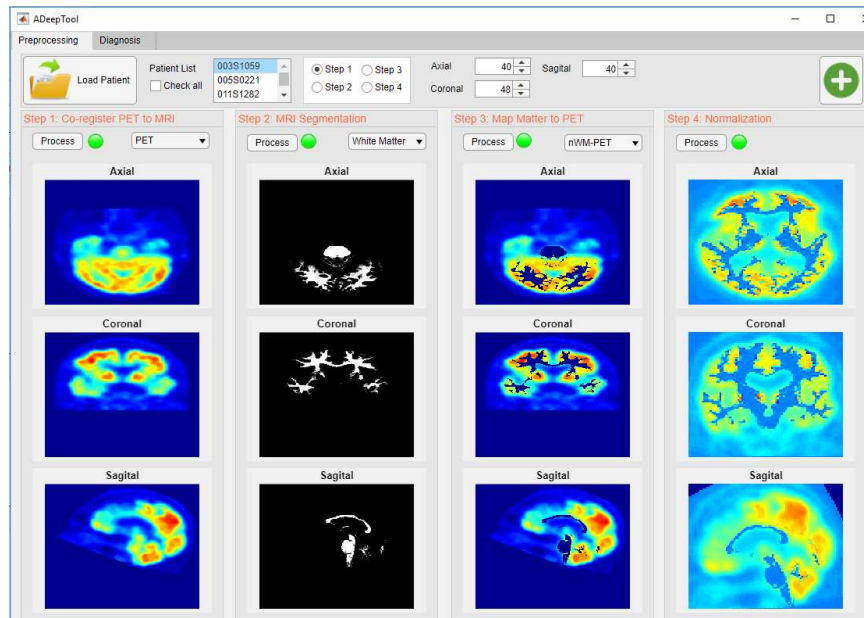 ADeepTool
Preprocessing Diagnosis
Load Patient
Patient List
Check all
003S1059
005S0221
011S1282
Step 1 Step 3
Step 2 Step 4
Axial 40 Sagital 40
Coronal 48
Step 1: Co-register PET to MRI
Process PET
Axial
Coronal
Sagital
Step 2: MRI Segmentation
Process White Matter
Axial
Coronal
Sagital
Step 3: Map Matter to PET
Process nWM-PET
Axial
Coronal
Sagital
Step 4: Normalization
Process
Axial
Coronal
Sagital